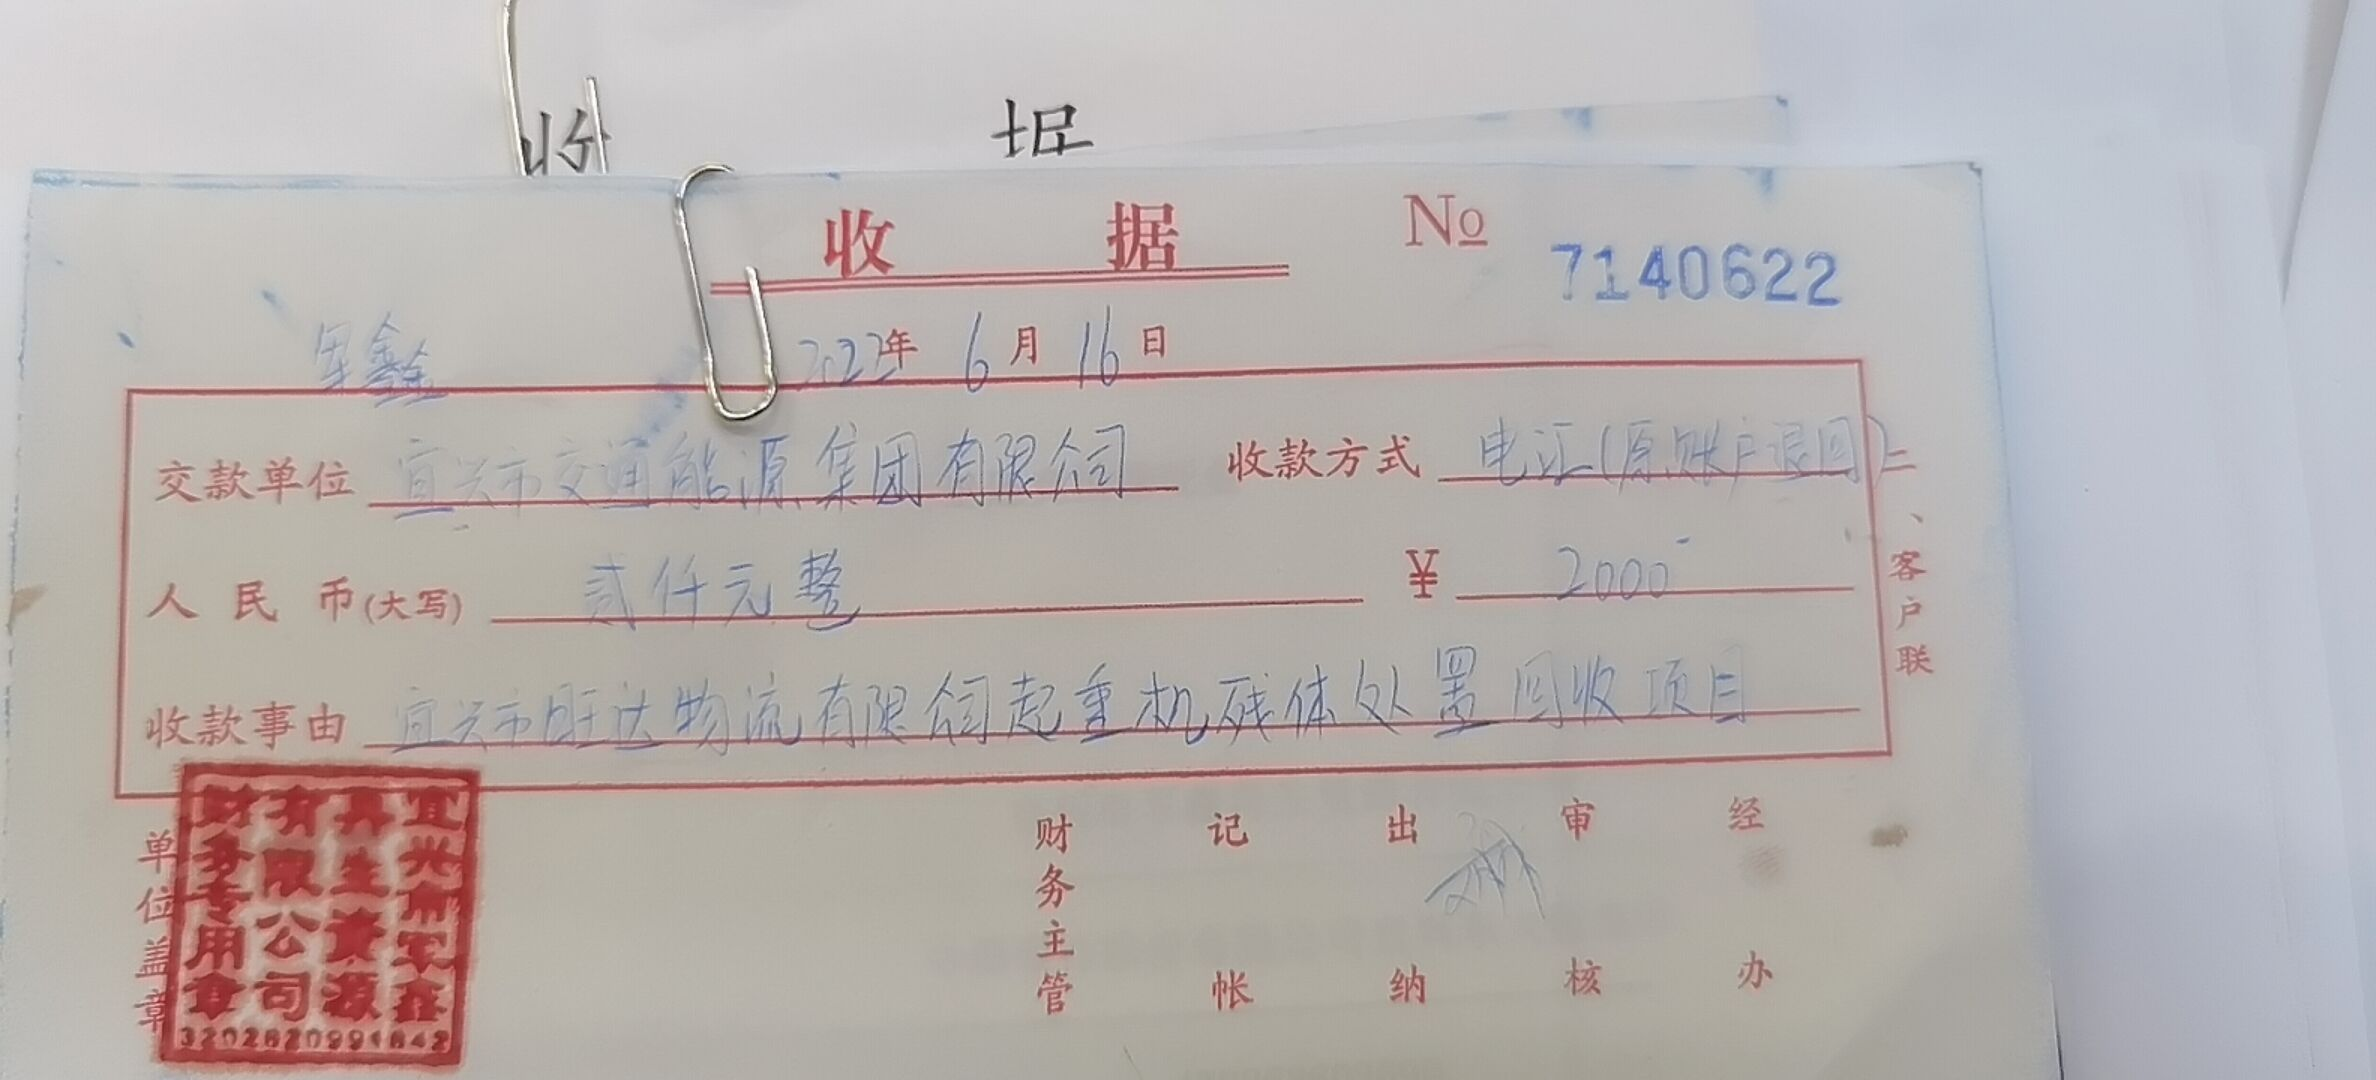 收 据
收 据
No 7140622
军鑫
2022年 6月 16日
交款单位 宜兴市交通能源集团有限公司 收款方式 电汇(原账户退回)
人民币(大写) 贰仟元整 ¥ 2000-
收款事由 宜兴市旺达物流有限公司起重机残体处置回收项目
二、客户联
单位盖章
宜兴市军鑫
再生资源
有限公司
财务专用章
3202820991642
财务主管 记帐 出纳 审核 经办